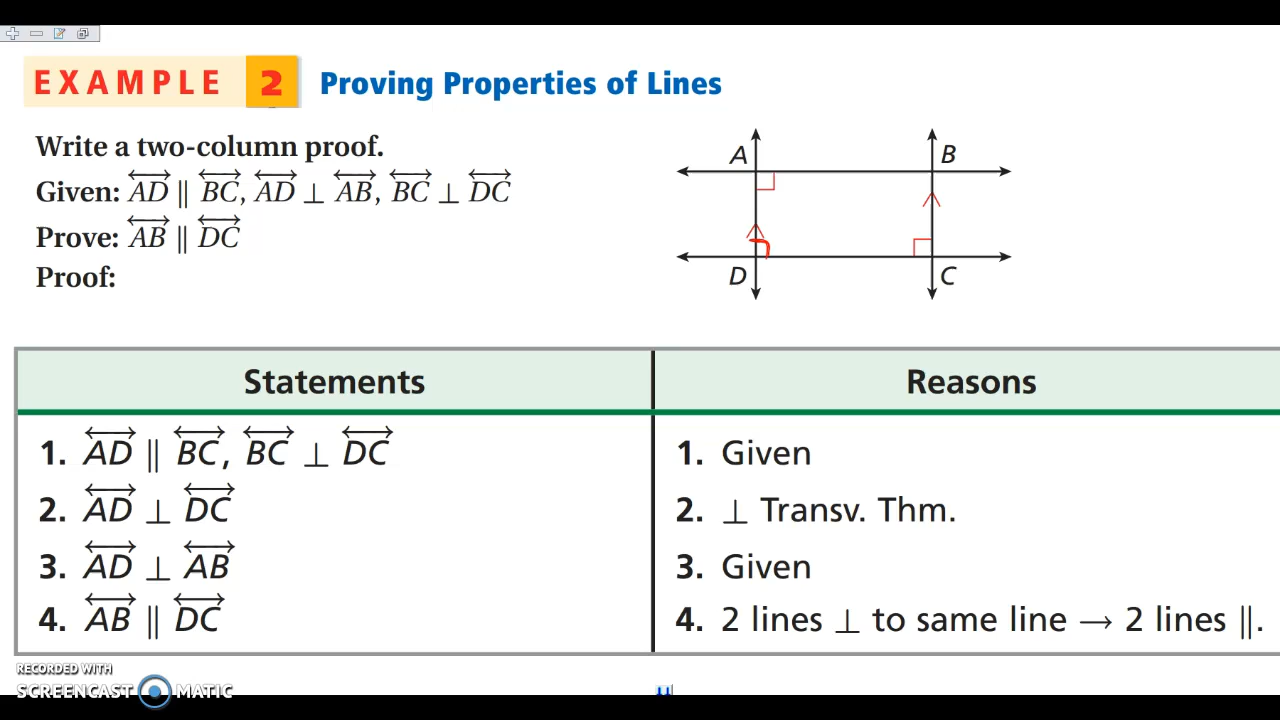 EXAMPLE 2 Proving Properties of Lines
Write a two-column proof.
Given: AD ∥ BC, AD ⊥ AB, BC ⊥ DC
Prove: AB ∥ DC
Proof:
A B
D C
Statements Reasons
1. AD ∥ BC, BC ⊥ DC 1. Given
2. AD ⊥ DC 2. ⊥ Transv. Thm.
3. AD ⊥ AB 3. Given
4. AB ∥ DC 4. 2 lines ⊥ to same line → 2 lines ∥.
RECORDED WITH
SCREENCAST MATIC